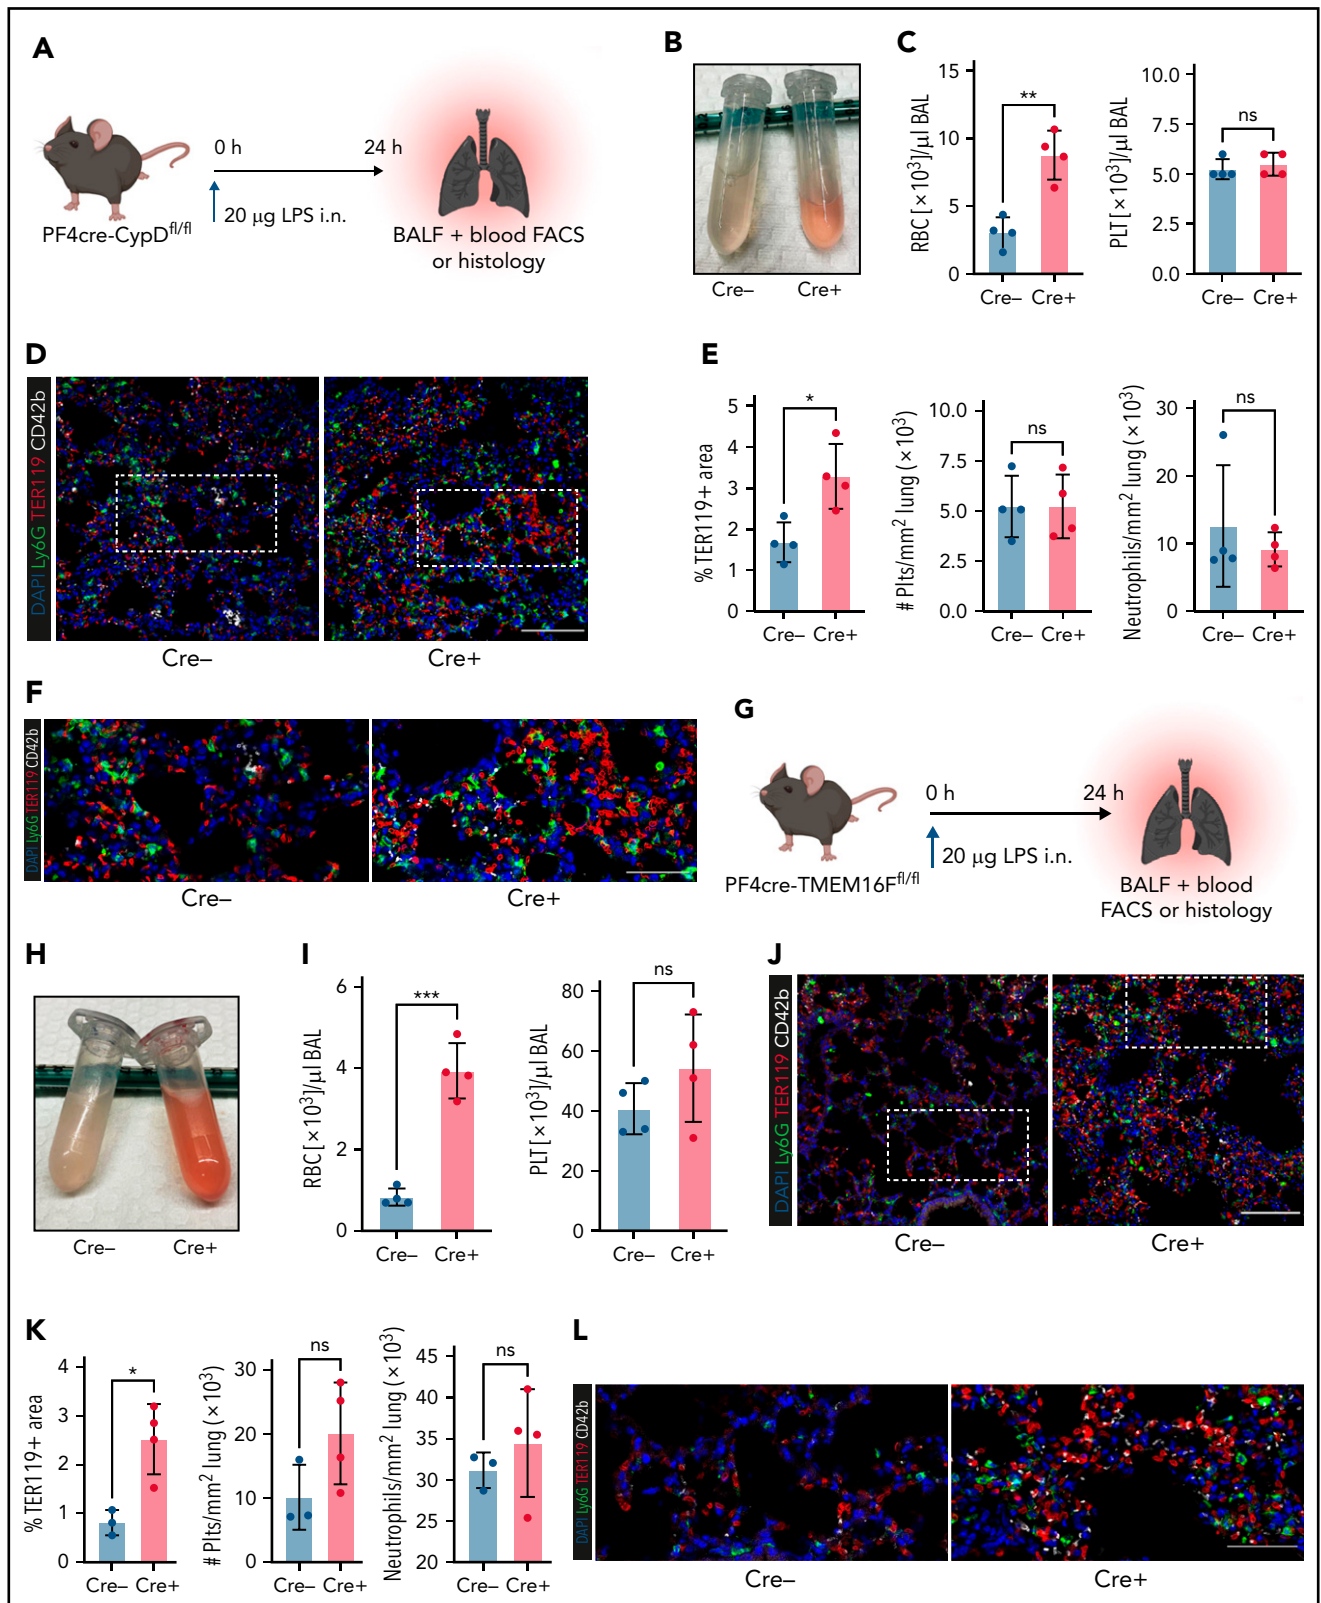 A
0 h
24 h
20 µg LPS i.n.
PF4cre-CypD^fl/fl
BALF + blood FACS
or histology
B
Cre–
Cre+
C
RBC [×10³]/µl BAL
15
10
5
0
**
Cre–
Cre+
PLT [×10³]/µl BAL
10.0
7.5
5.0
2.5
0.0
ns
Cre–
Cre+
D
DAPI Ly6G TER119 CD42b
Cre–
Cre+
E
% TER119+ area
5
4
3
2
1
0
*
Cre–
Cre+
# Plts/mm² lung (×10³)
10.0
7.5
5.0
2.5
0.0
ns
Cre–
Cre+
Neutrophils/mm² lung (×10³)
30
20
10
0
ns
Cre–
Cre+
F
DAPI Ly6G TER119 CD42b
Cre–
Cre+
G
0 h
24 h
20 µg LPS i.n.
PF4cre-TMEM16F^fl/fl
BALF + blood
FACS or histology
H
Cre–
Cre+
I
RBC [×10³]/µl BAL
6
4
2
0
***
Cre–
Cre+
PLT [×10³]/µl BAL
80
60
40
20
0
ns
Cre–
Cre+
J
DAPI Ly6G TER119 CD42b
Cre–
Cre+
K
% TER119+ area
4
3
2
1
0
*
Cre–
Cre+
# Plts/mm² lung (×10³)
30
20
10
0
ns
Cre–
Cre+
Neutrophils/mm² lung (×10³)
45
40
35
30
25
20
ns
Cre–
Cre+
L
DAPI Ly6G TER119 CD42b
Cre–
Cre+